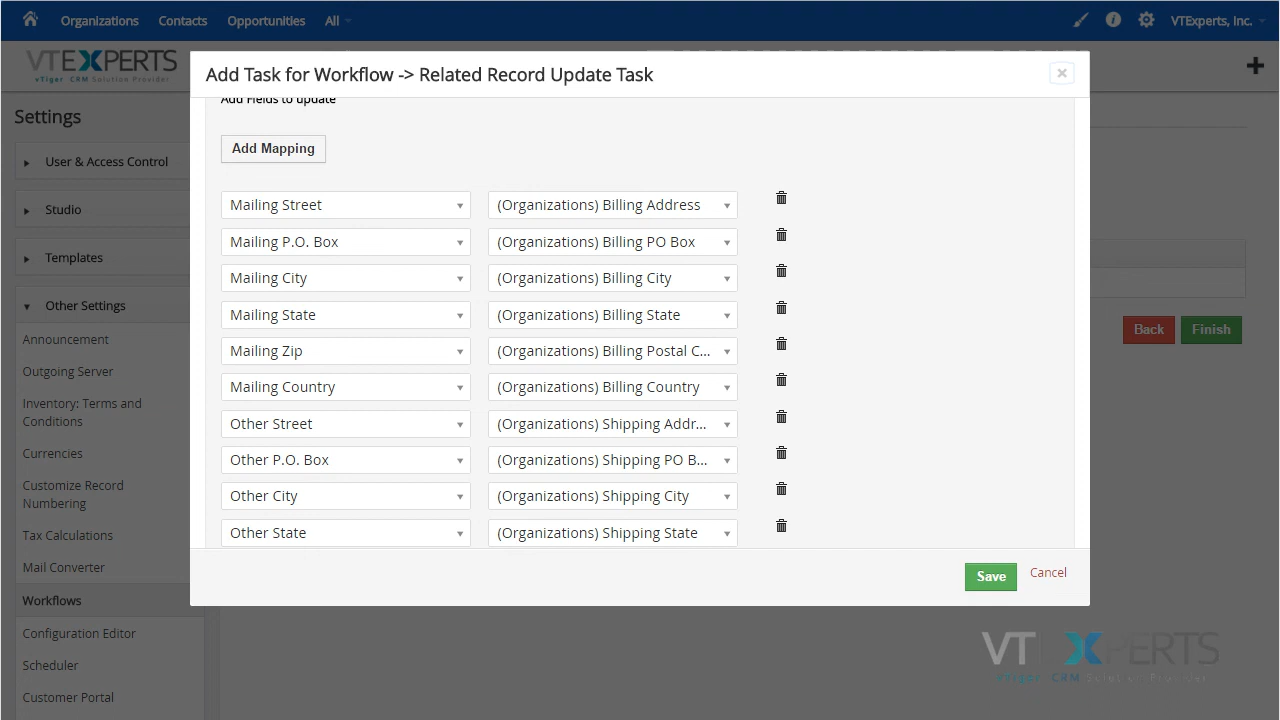 Organizations
Contacts
Opportunities
All
VTExperts, Inc.
VTEXPERTS
vTiger CRM Solution Provider
Add Task for Workflow -> Related Record Update Task
Settings
Add Fields to update
Add Mapping
User & Access Control
Studio
Templates
Other Settings
Announcement
Outgoing Server
Inventory: Terms and
Conditions
Currencies
Customize Record
Numbering
Tax Calculations
Mail Converter
Workflows
Configuration Editor
Scheduler
Customer Portal
Mailing Street
(Organizations) Billing Address
Mailing P.O. Box
(Organizations) Billing PO Box
Mailing City
(Organizations) Billing City
Mailing State
(Organizations) Billing State
Mailing Zip
(Organizations) Billing Postal C...
Mailing Country
(Organizations) Billing Country
Other Street
(Organizations) Shipping Addr...
Other P.O. Box
(Organizations) Shipping PO B...
Other City
(Organizations) Shipping City
Other State
(Organizations) Shipping State
Back
Finish
Save
Cancel
VTEXPERTS
vTiger CRM Solution Provider